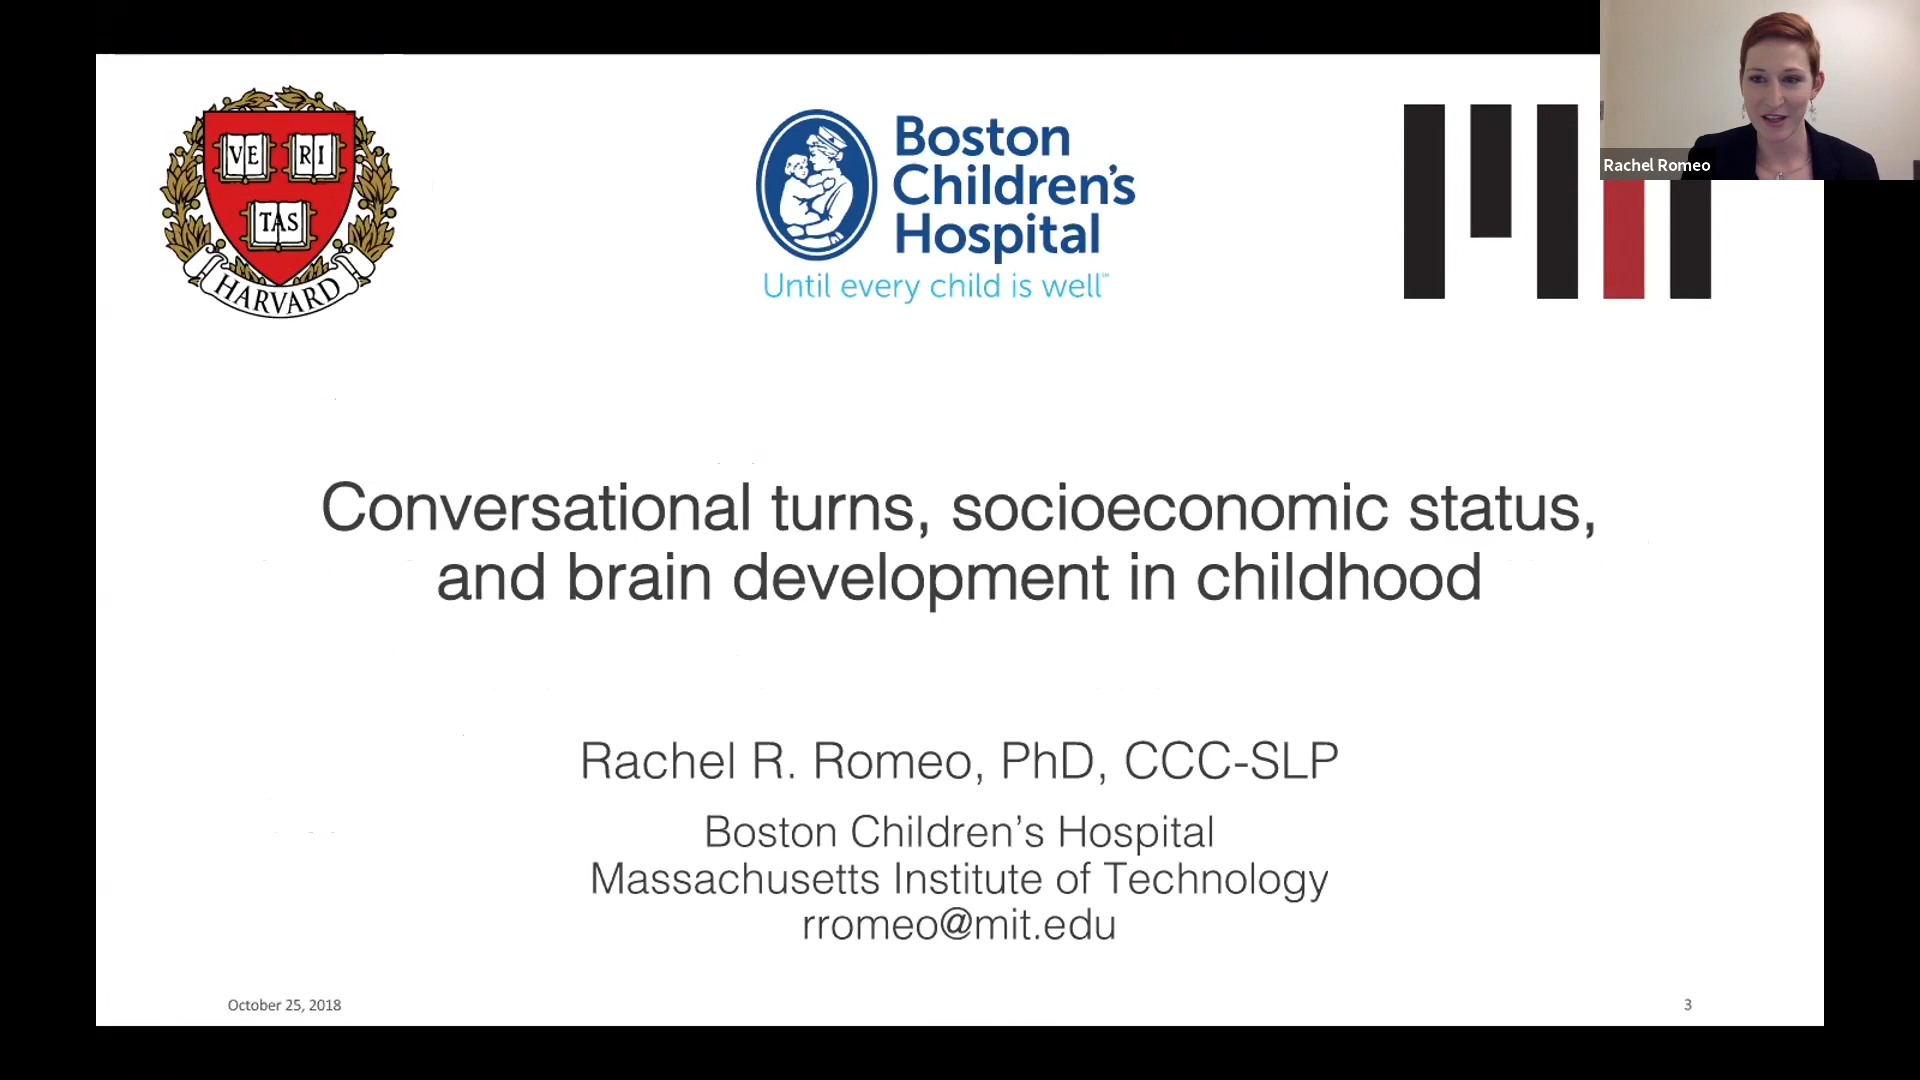 VE RI
TAS
HARVARD
Boston
Children's
Hospital
Until every child is well™
Rachel Romeo
Conversational turns, socioeconomic status,
and brain development in childhood
Rachel R. Romeo, PhD, CCC-SLP
Boston Children’s Hospital
Massachusetts Institute of Technology
rromeo@mit.edu
October 25, 2018
3